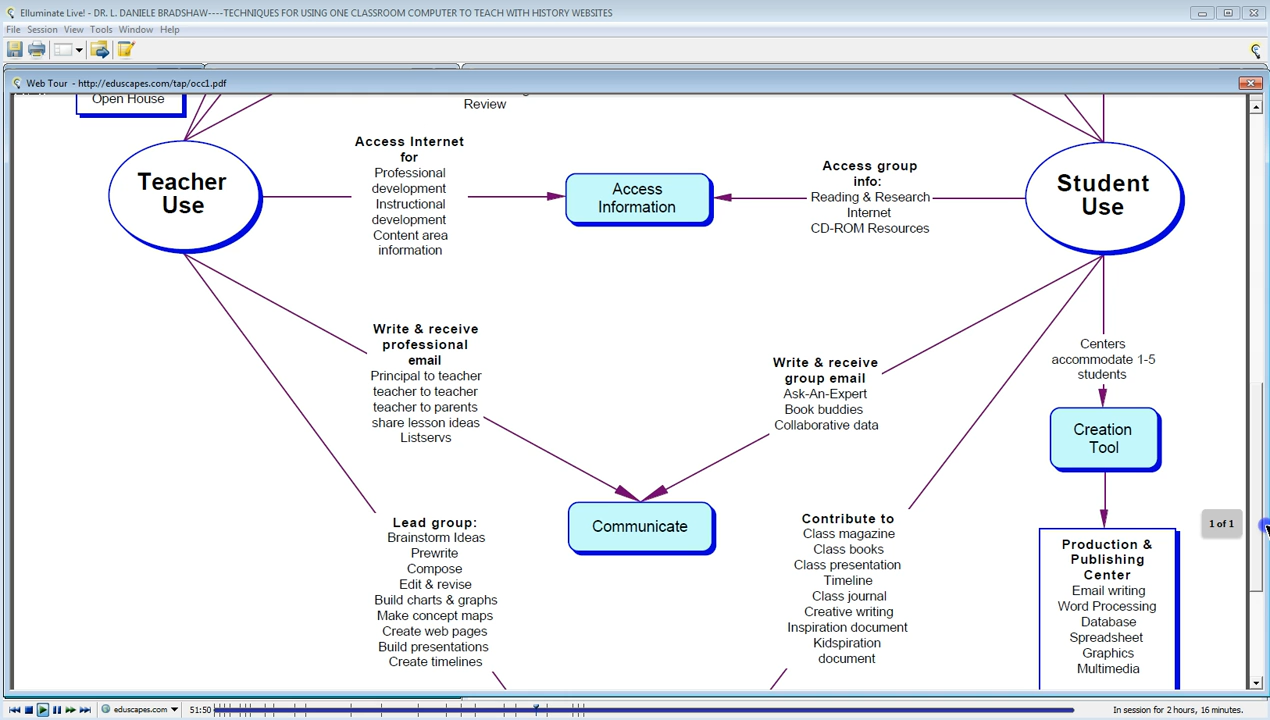 Elluminate Live! - DR. L. DANIELE BRADSHAW----TECHNIQUES FOR USING ONE CLASSROOM COMPUTER TO TEACH WITH HISTORY WEBSITES
File Session View Tools Window Help
Web Tour - http://eduscapes.com/tap/occ1.pdf
Open House
Review
Teacher
Use
Access Internet
for
Professional
development
Instructional
development
Content area
information
Access
Information
Access group
info:
Reading & Research
Internet
CD-ROM Resources
Student
Use
Write & receive
professional
email
Principal to teacher
teacher to teacher
teacher to parents
share lesson ideas
Listservs
Write & receive
group email
Ask-An-Expert
Book buddies
Collaborative data
Centers
accommodate 1-5
students
Creation
Tool
Communicate
Lead group:
Brainstorm Ideas
Prewrite
Compose
Edit & revise
Build charts & graphs
Make concept maps
Create web pages
Build presentations
Create timelines
Contribute to
Class magazine
Class books
Class presentation
Timeline
Class journal
Creative writing
Inspiration document
Kidspiration
document
Production &
Publishing
Center
Email writing
Word Processing
Database
Spreadsheet
Graphics
Multimedia
1 of 1
eduscapes.com
51:50
In session for 2 hours, 16 minutes.